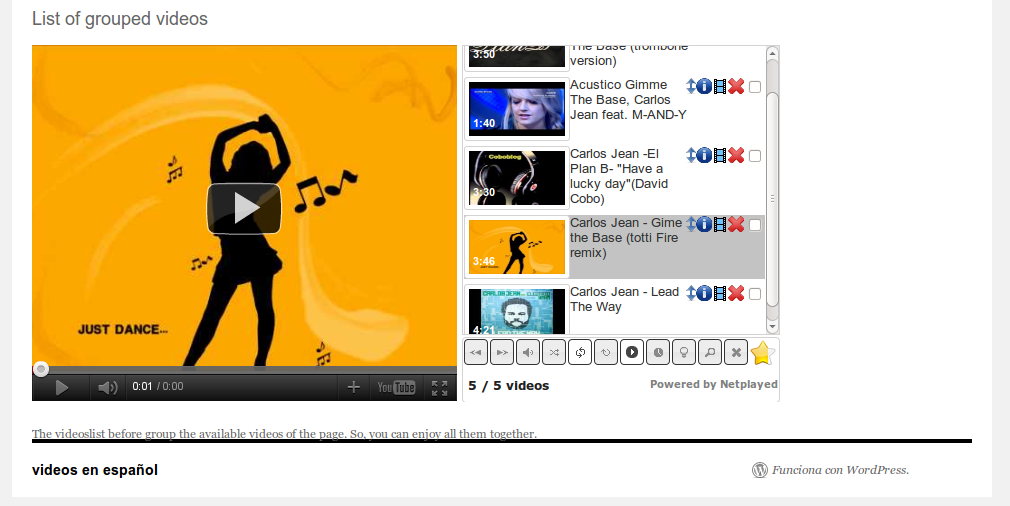 List of grouped videos
JUST DANCE...
0:01 / 0:00
YouTube
3:50
The Base (trombone
version)
1:40
Acustico Gimme
The Base, Carlos
Jean feat. M-AND-Y
Coboblog
3:30
Carlos Jean -El
Plan B- "Have a
lucky day"(David
Cobo)
3:46
Carlos Jean - Gime
the Base (totti Fire
remix)
CARLOS JEAN
4:21
Carlos Jean - Lead
The Way
5 / 5 videos
Powered by Netplayed
The videoslist before group the available videos of the page. So, you can enjoy all them together.
videos en español
Funciona con WordPress.